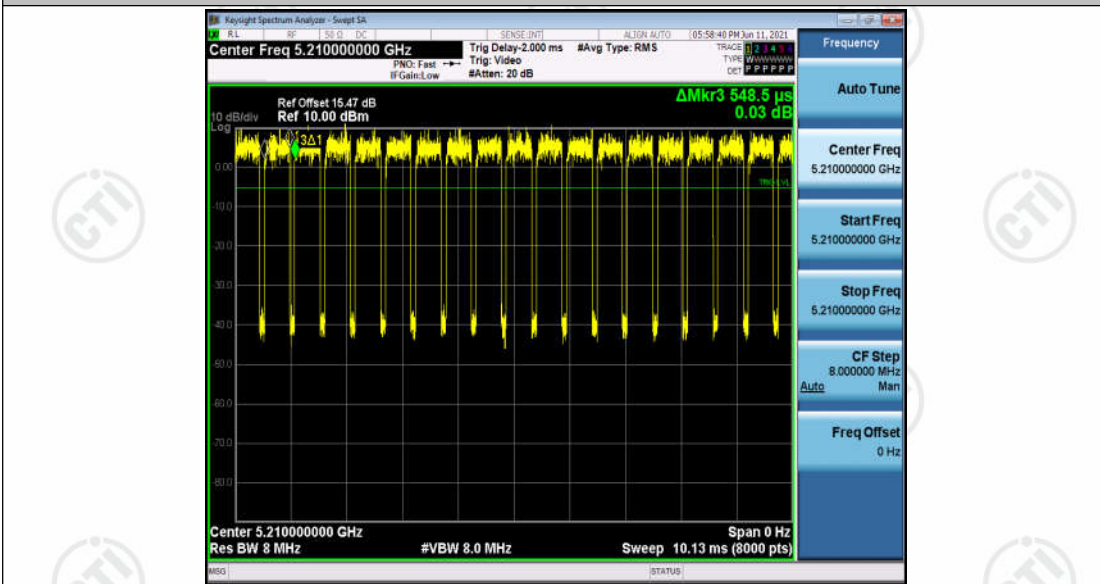 Keysight Spectrum Analyzer - Swept SA
RL RF 50 Ω DC SENSE:INT ALIGN AUTO 05:58:40 PM Jun 11, 2021
Center Freq 5.210000000 GHz
PNO: Fast
IFGain:Low
Trig Delay-2.000 ms
Trig: Video
#Atten: 20 dB
#Avg Type: RMS
TRACE 1 2 3 4 5 6
TYPE WWWWWW
DET P P P P P P
Frequency
ΔMkr3 548.5 µs
0.03 dB
Ref Offset 15.47 dB
10 dB/div Ref 10.00 dBm
Log
3Δ1
0.00
TRIG LVL
-10.0
-20.0
-30.0
-40.0
-50.0
-60.0
-70.0
-80.0
Center 5.210000000 GHz
Span 0 Hz
Res BW 8 MHz
#VBW 8.0 MHz
Sweep 10.13 ms (8000 pts)
MSG
STATUS
Auto Tune
Center Freq
5.210000000 GHz
Start Freq
5.210000000 GHz
Stop Freq
5.210000000 GHz
CF Step
8.000000 MHz
Auto Man
Freq Offset
0 Hz
CTI
CTI